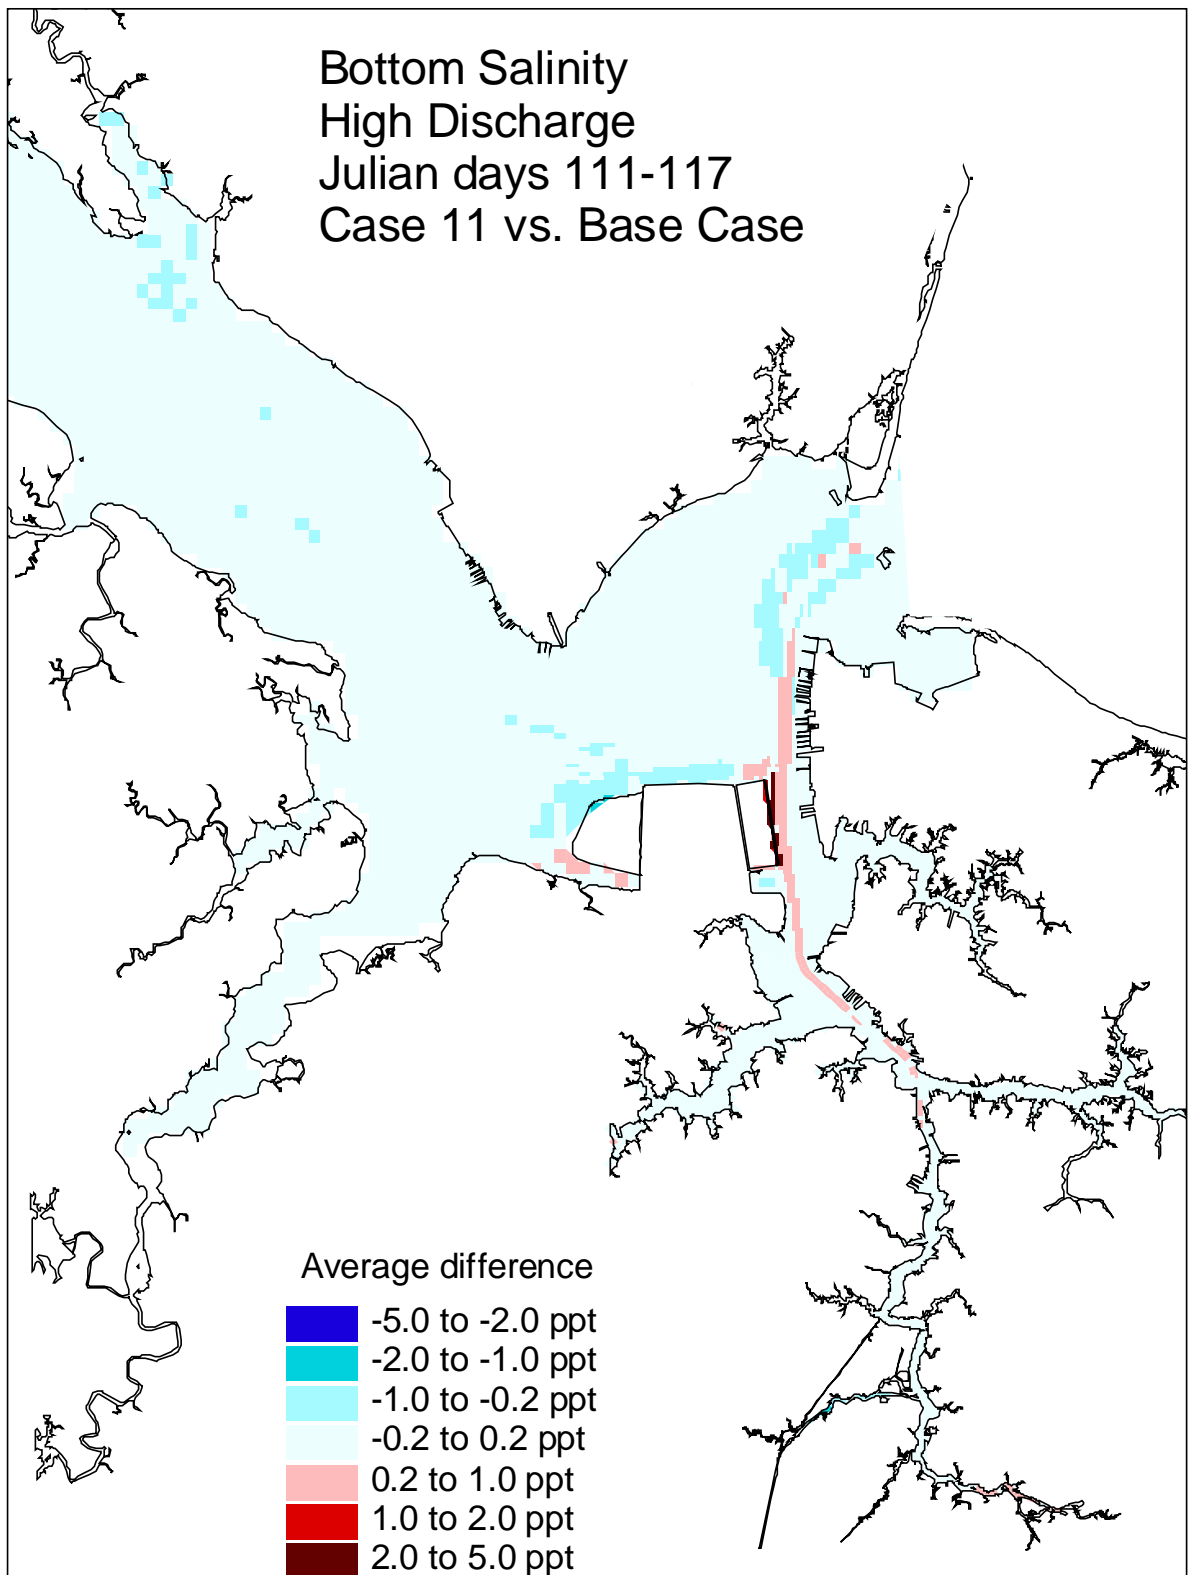 Bottom Salinity
High Discharge
Julian days 111-117
Case 11 vs. Base Case
Average difference
-5.0 to -2.0 ppt
-2.0 to -1.0 ppt
-1.0 to -0.2 ppt
-0.2 to 0.2 ppt
0.2 to 1.0 ppt
1.0 to 2.0 ppt
2.0 to 5.0 ppt